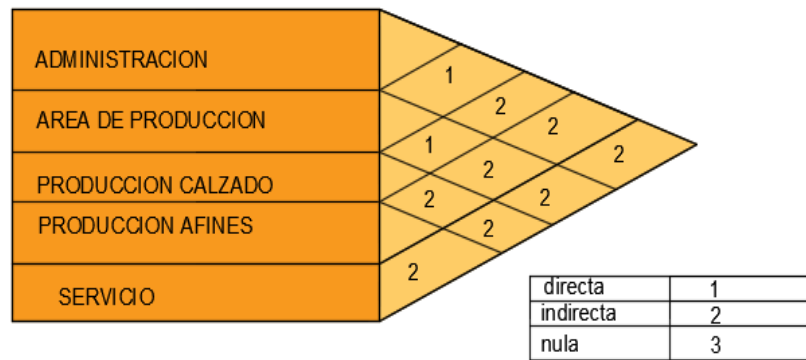 ADMINISTRACION
AREA DE PRODUCCION
PRODUCCION CALZADO
PRODUCCION AFINES
SERVICIO
1
2
2
2
1
2
2
2
2
2
directa 1
indirecta 2
nula 3